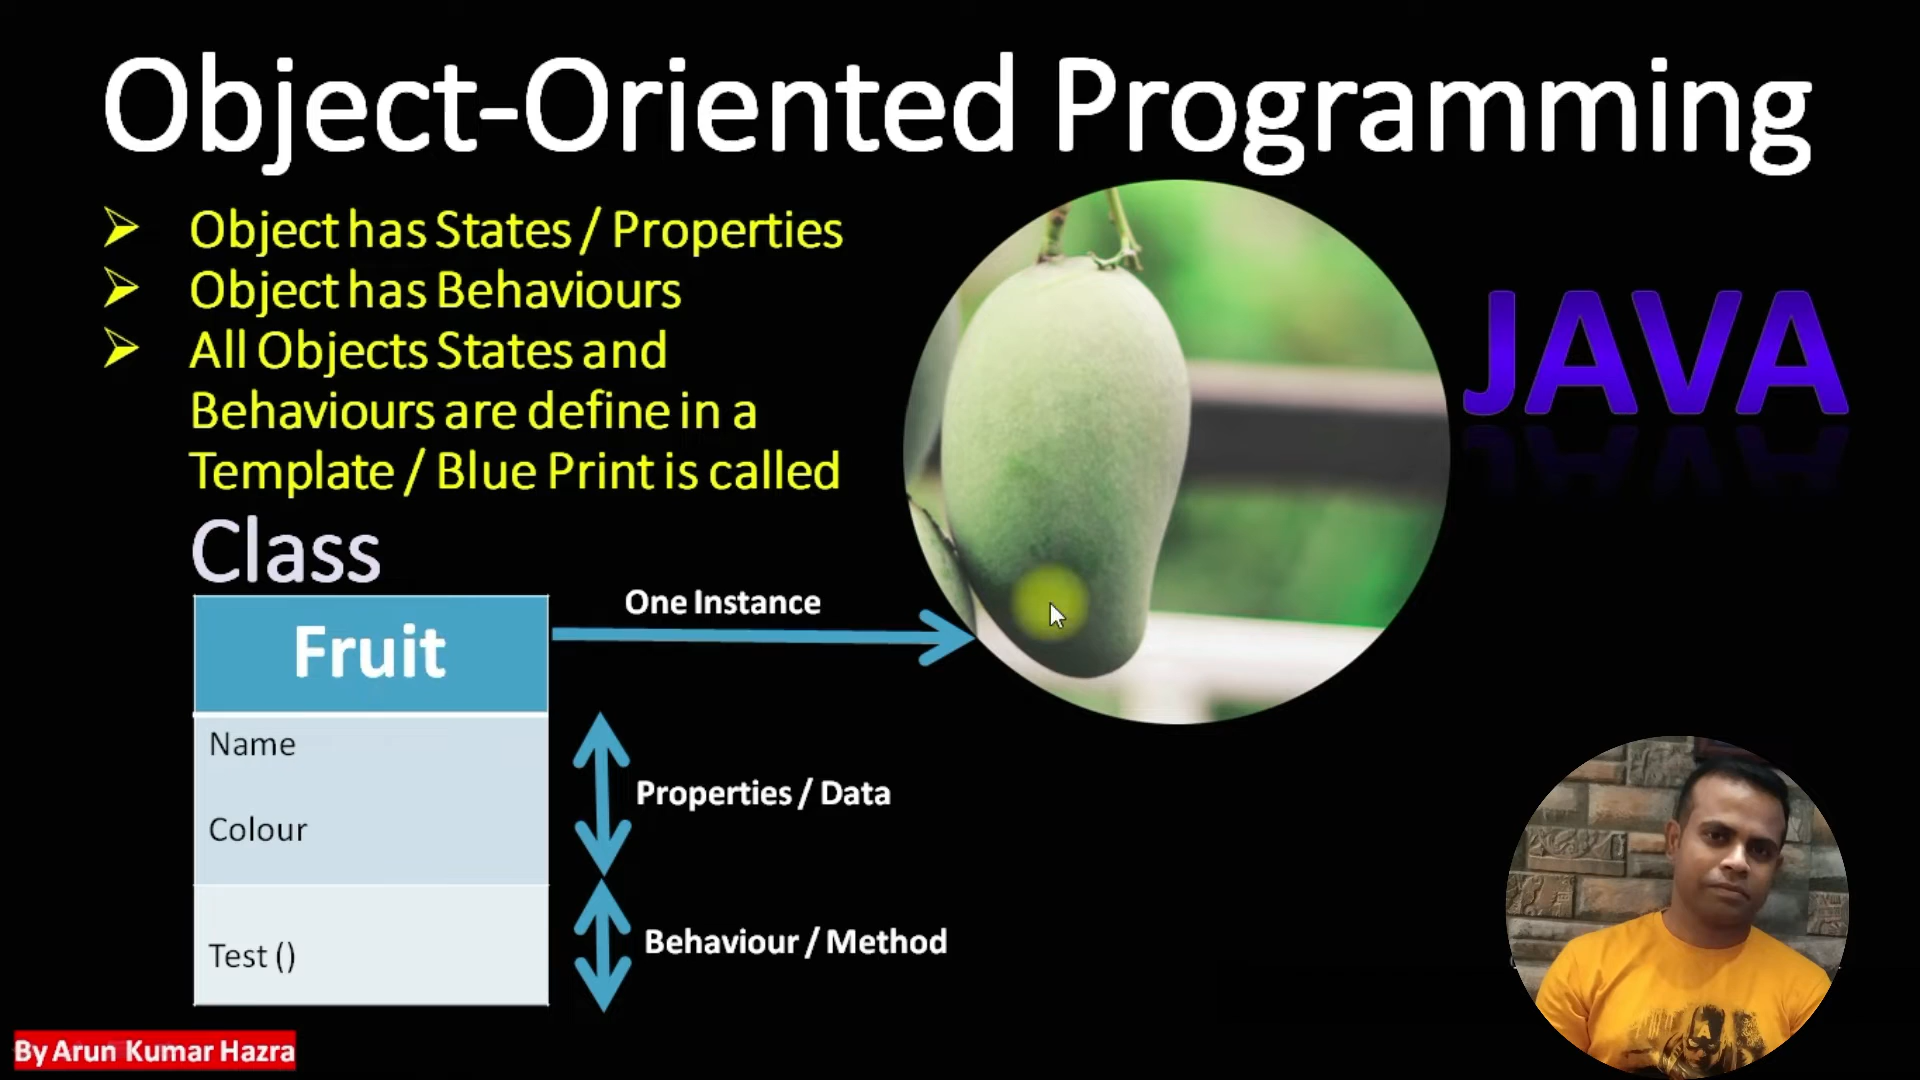 Object-Oriented Programming
➢ Object has States / Properties
➢ Object has Behaviours
➢ All Objects States and
Behaviours are define in a
Template / Blue Print is called
Class
JAVA
Fruit
One Instance
Name
Colour
Properties / Data
Test ()
Behaviour / Method
By Arun Kumar Hazra